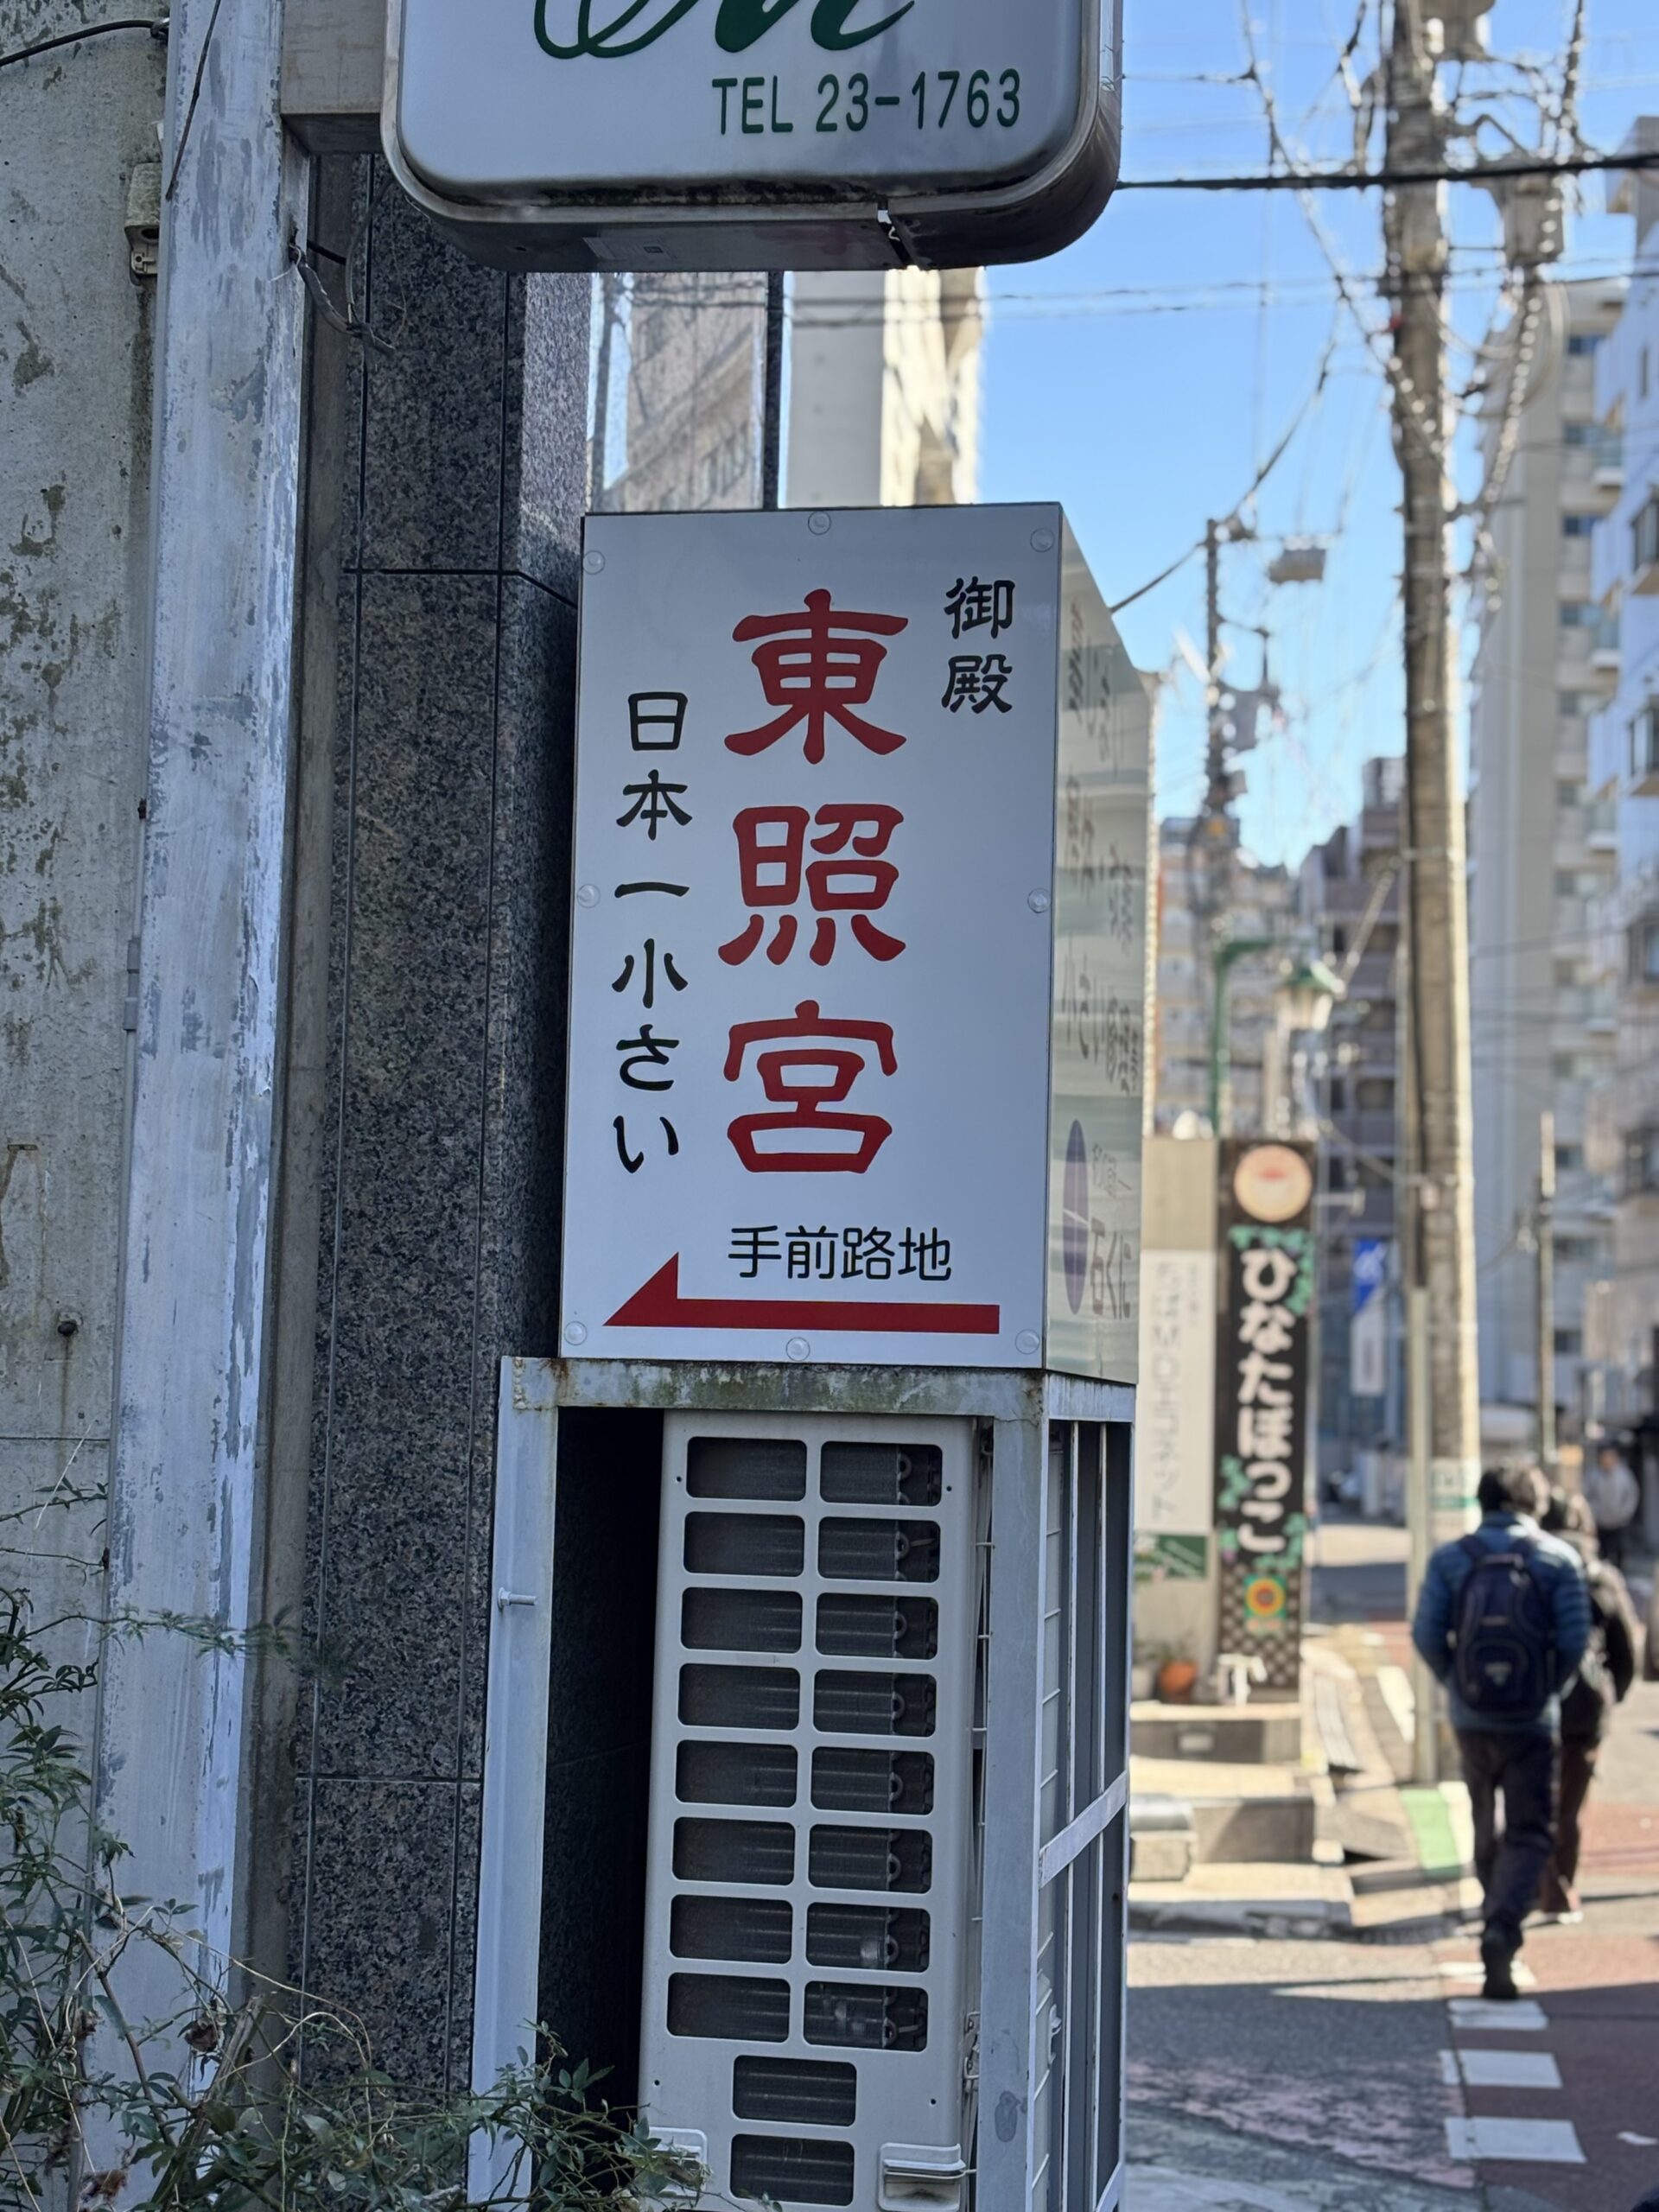 TEL 23-1763
御殿
東照宮
日本一小さい
手前路地
ひなたぼっこ